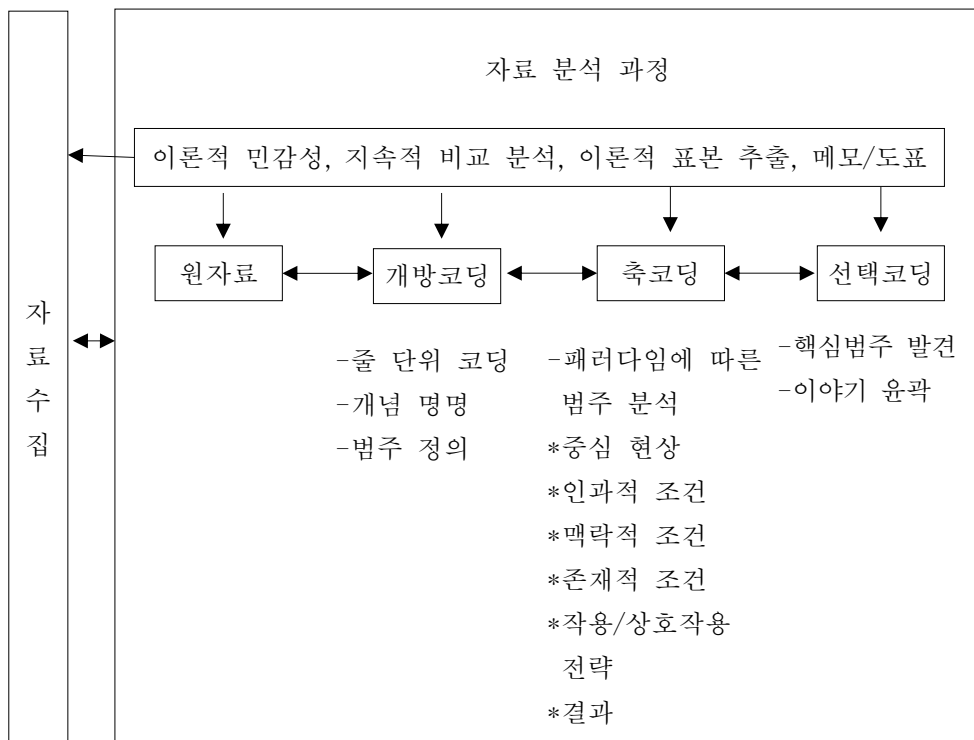 자료 분석 과정
이론적 민감성, 지속적 비교 분석, 이론적 표본 추출, 메모/도표
원자료
개방코딩
축코딩
선택코딩
자
료
수
집
-줄 단위 코딩
-개념 명명
-범주 정의
-패러다임에 따른
범주 분석
*중심 현상
*인과적 조건
*맥락적 조건
*존재적 조건
*작용/상호작용
전략
*결과
-핵심범주 발견
-이야기 윤곽